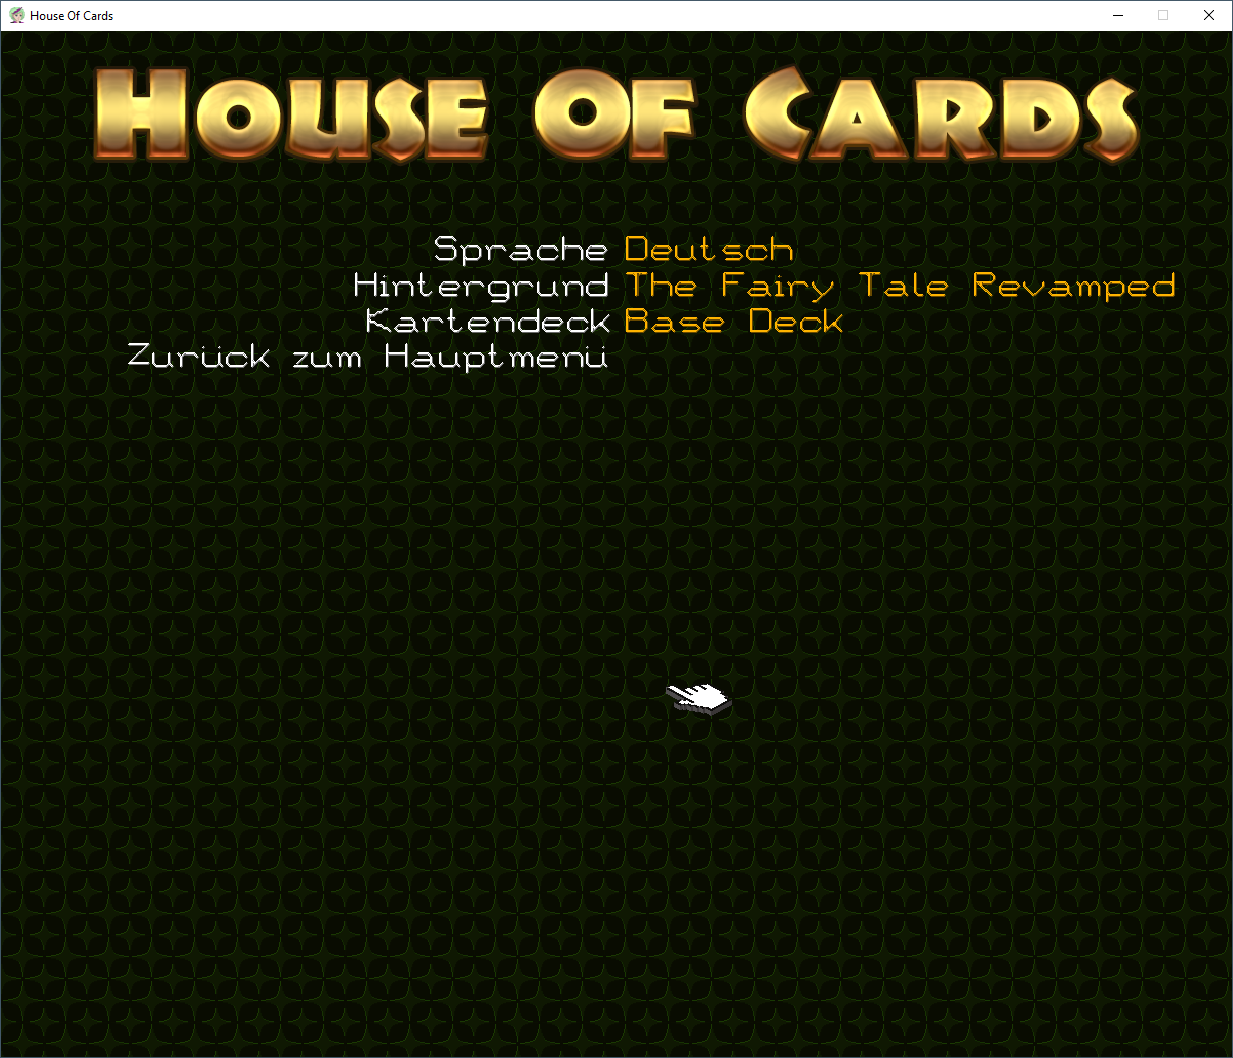 House Of Cards
House Of Cards
Sprache Deutsch
Hintergrund The Fairy Tale Revamped
Kartendeck Base Deck
Zurück zum Hauptmenü